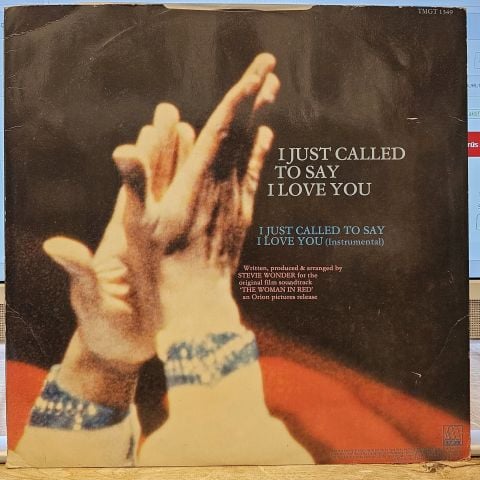 TMGT 1349
I JUST CALLED
TO SAY
I LOVE YOU
I JUST CALLED TO SAY
I LOVE YOU (Instrumental)
Written, produced & arranged by
STEVIE WONDER for the
original film soundtrack
'THE WOMAN IN RED'
an Orion pictures release